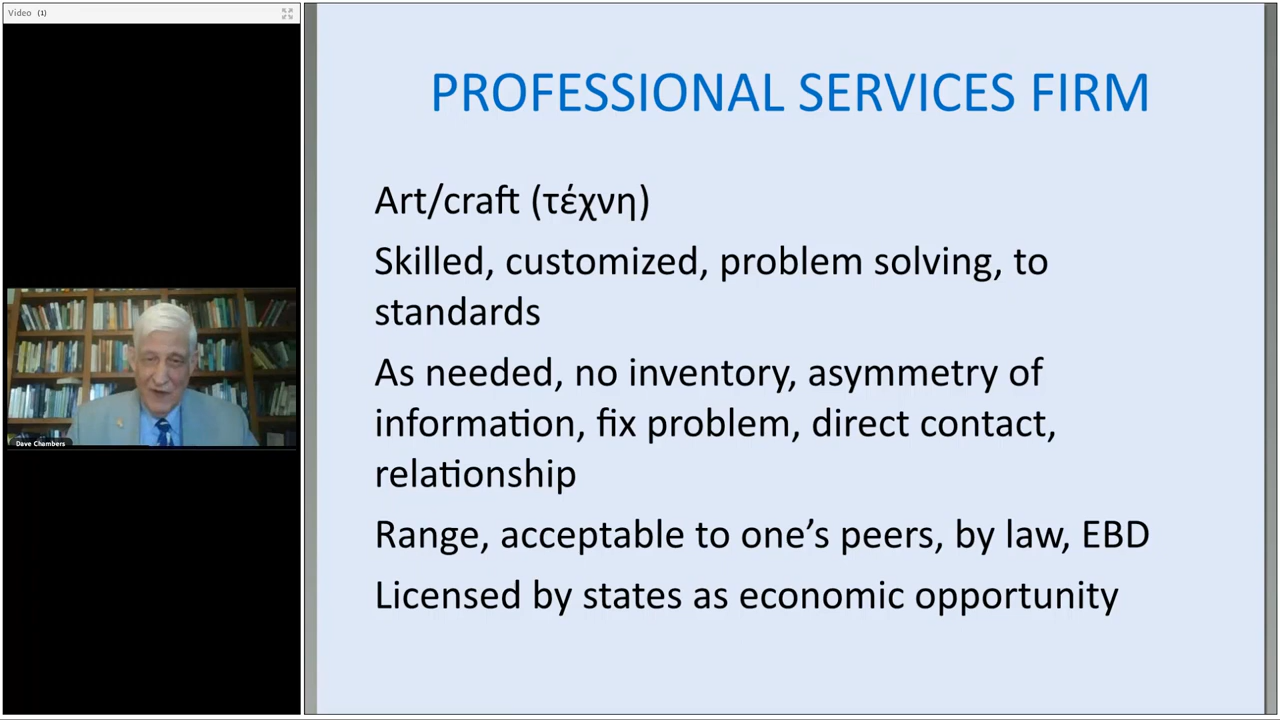 Video (1)
Dave Chambers
PROFESSIONAL SERVICES FIRM
Art/craft (τέχνη)
Skilled, customized, problem solving, to
standards
As needed, no inventory, asymmetry of
information, fix problem, direct contact,
relationship
Range, acceptable to one’s peers, by law, EBD
Licensed by states as economic opportunity